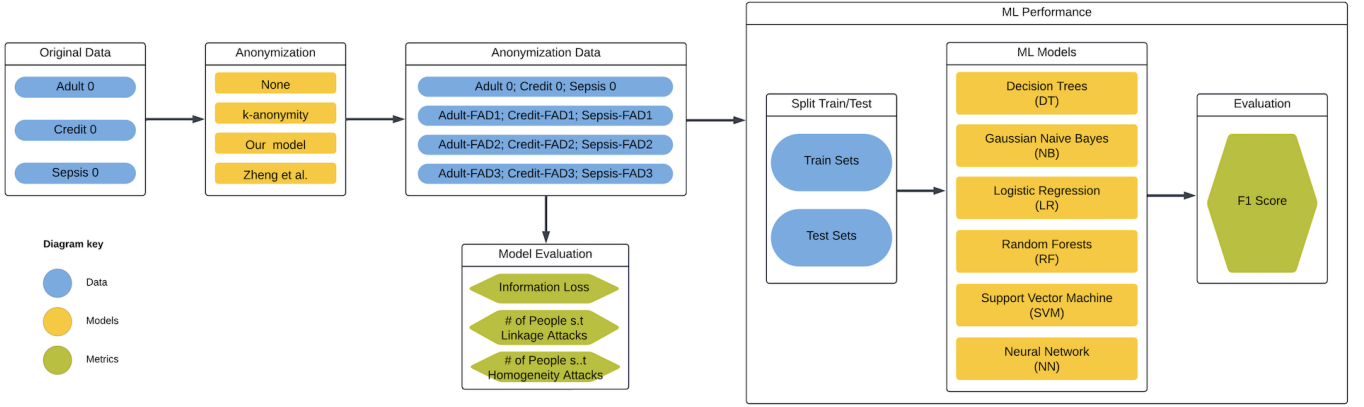 Original Data
Adult 0
Credit 0
Sepsis 0
Anonymization
None
k-anonymity
Our model
Zheng et al.
Anonymization Data
Adult 0; Credit 0; Sepsis 0
Adult-FAD1; Credit-FAD1; Sepsis-FAD1
Adult-FAD2; Credit-FAD2; Sepsis-FAD2
Adult-FAD3; Credit-FAD3; Sepsis-FAD3
Model Evaluation
Information Loss
# of People s.t
Linkage Attacks
# of People s..t
Homogeneity Attacks
ML Performance
Split Train/Test
Train Sets
Test Sets
ML Models
Decision Trees
(DT)
Gaussian Naive Bayes
(NB)
Logistic Regression
(LR)
Random Forests
(RF)
Support Vector Machine
(SVM)
Neural Network
(NN)
Evaluation
F1 Score
Diagram key
Data
Models
Metrics